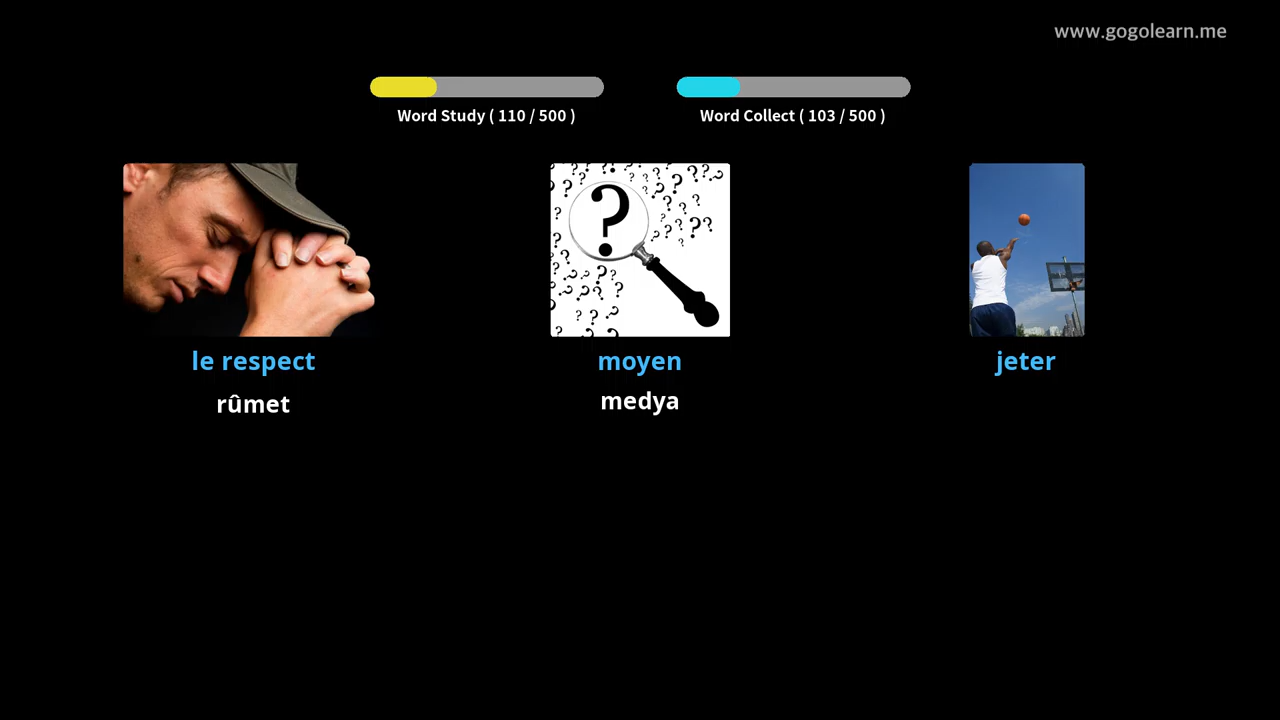 www.gogolearn.me
Word Study ( 110 / 500 )
Word Collect ( 103 / 500 )
le respect
moyen
jeter
rûmet
medya